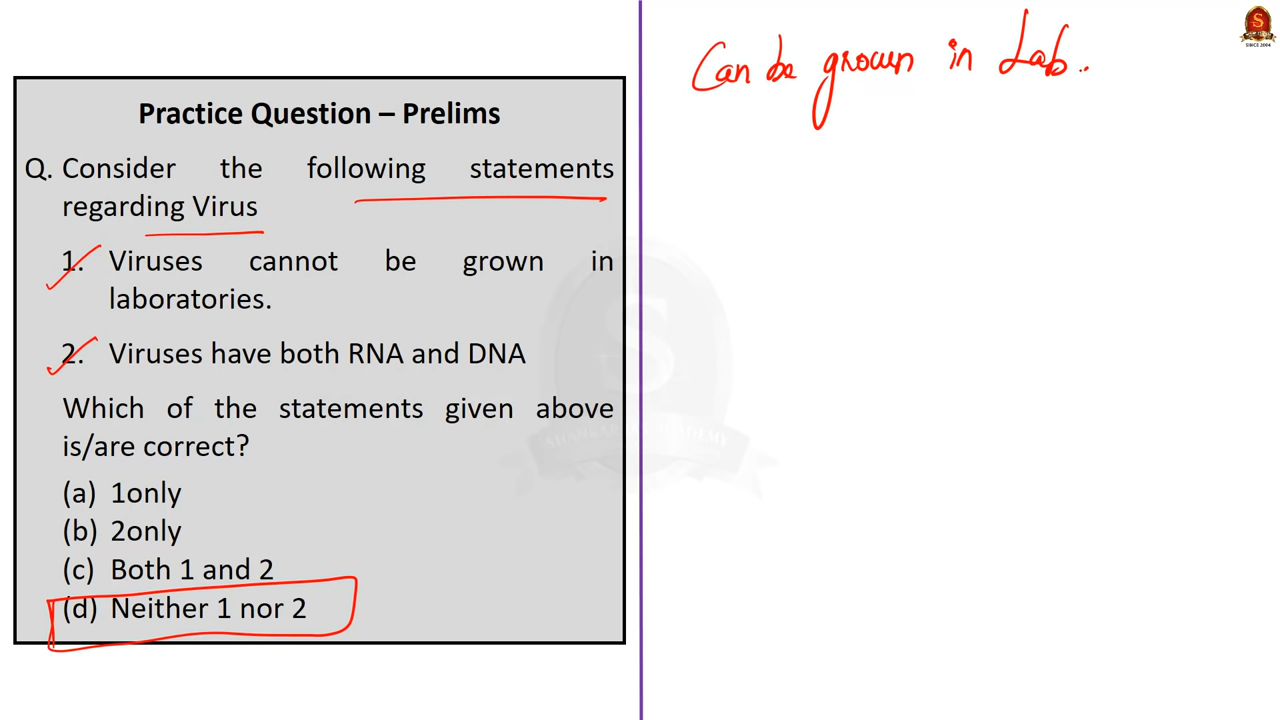 Practice Question – Prelims
Q. Consider the following statements
regarding Virus
1. Viruses cannot be grown in
laboratories.
2. Viruses have both RNA and DNA
Which of the statements given above
is/are correct?
(a) 1only
(b) 2only
(c) Both 1 and 2
(d) Neither 1 nor 2
Can be grown in Lab.
S
SINCE 2004